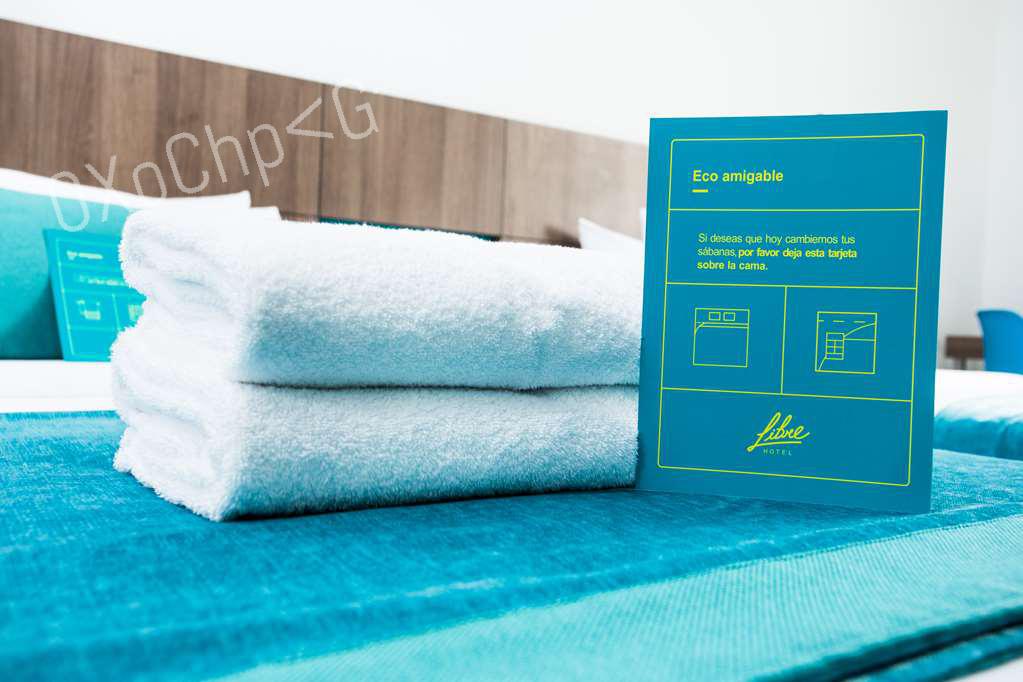 0XoChp<G
Eco amigable
Si deseas que hoy cambiemos tus
sábanas, por favor deja esta tarjeta
sobre la cama.
Libre
HOTEL